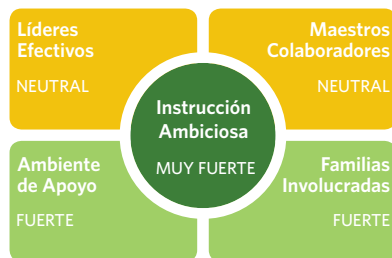 Líderes
Efectivos
NEUTRAL
Maestros
Colaboradores
NEUTRAL
Instrucción
Ambiciosa
MUY FUERTE
Ambiente
de Apoyo
FUERTE
Familias
Involucradas
FUERTE